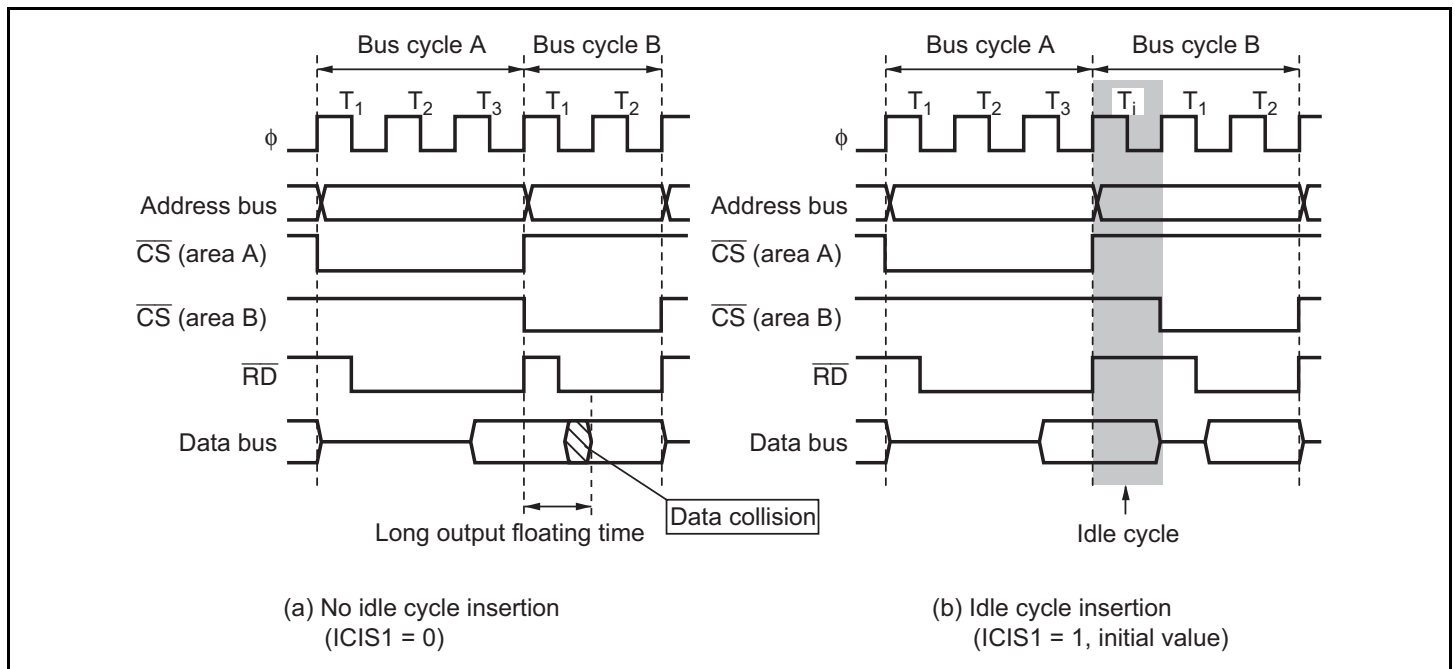 Bus cycle A Bus cycle B
T1 T2 T3 T1 T2
ϕ
Address bus
CS (area A)
CS (area B)
RD
Data bus
Data collision
Long output floating time
(a) No idle cycle insertion
(ICIS1 = 0)
Bus cycle A Bus cycle B
T1 T2 T3 Ti T1 T2
ϕ
Address bus
CS (area A)
CS (area B)
RD
Data bus
Idle cycle
(b) Idle cycle insertion
(ICIS1 = 1, initial value)